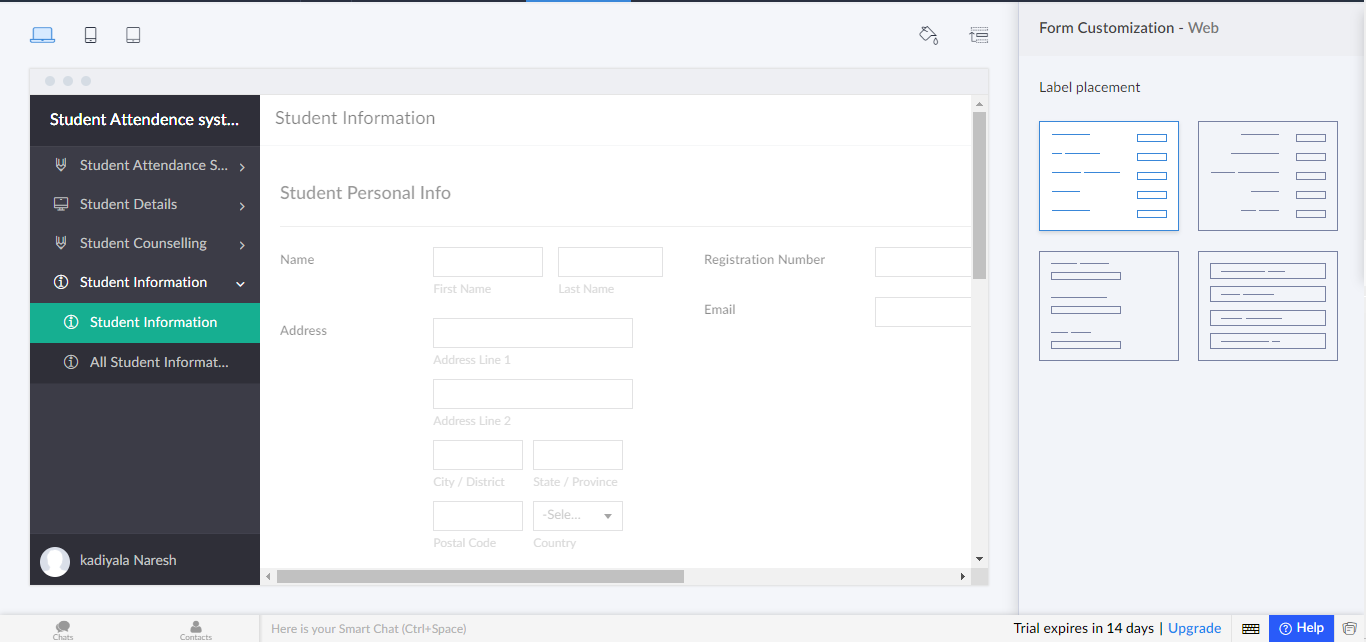 Form Customization - Web
Label placement
Student Attendence syst...
Student Attendance S...
Student Details
Student Counselling
Student Information
Student Information
All Student Informat...
kadiyala Naresh
Student Information
Student Personal Info
Name
First Name
Last Name
Registration Number
Email
Address
Address Line 1
Address Line 2
City / District
State / Province
-Sele...
Postal Code
Country
Chats
Contacts
Here is your Smart Chat (Ctrl+Space)
Trial expires in 14 days | Upgrade
Help